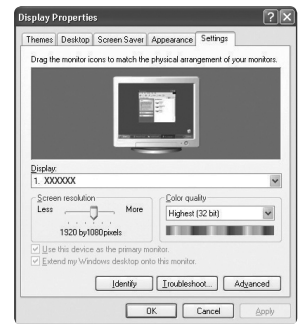 Display Properties
Themes Desktop Screen Saver Appearance Settings
Drag the monitor icons to match the physical arrangement of your monitors.
Display:
1. XXXXXX
Screen resolution
Less More
1920 by1080pixels
Color quality
Highest (32 bit)
Use this device as the primary monitor.
Extend my Windows desktop onto this monitor.
Identify Troubleshoot... Advanced
OK Cancel Apply